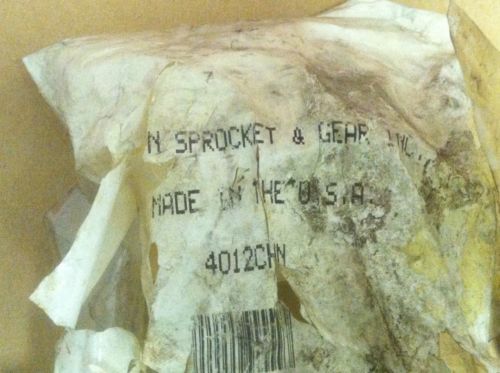 N SPROCKET & GEAR INC.,
MADE IN THE U.S.A.
4012CHN